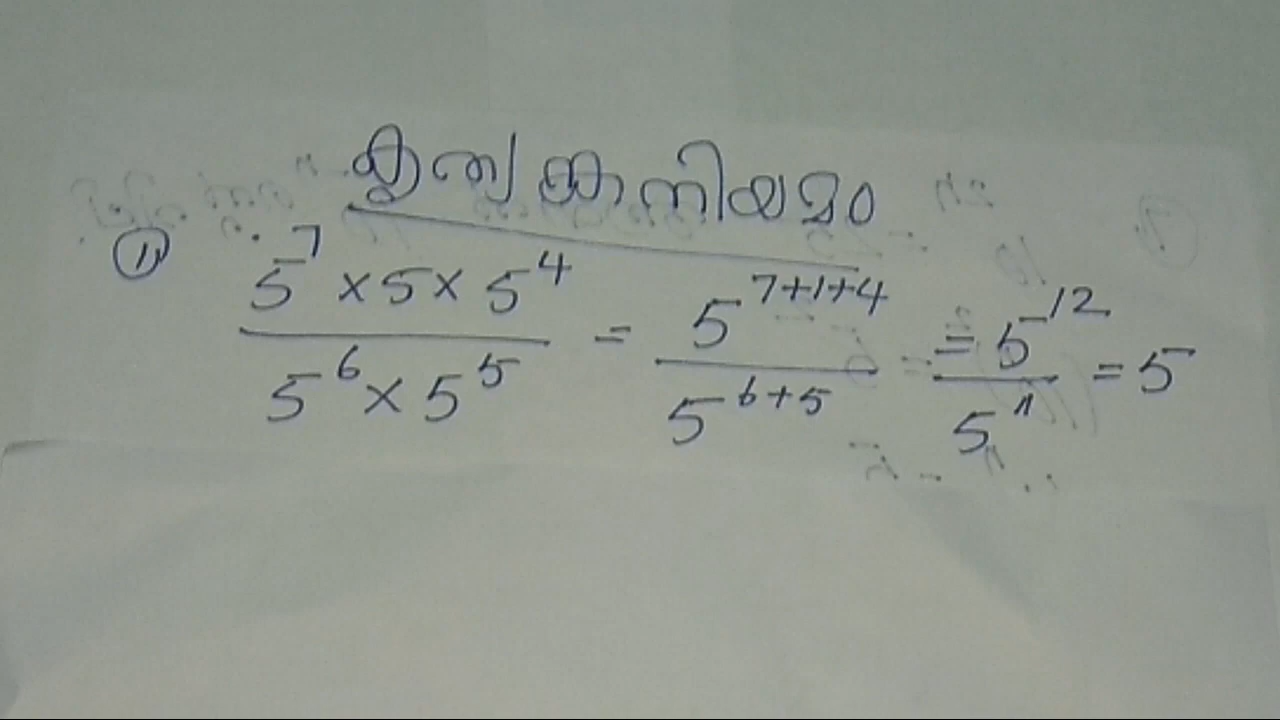 കൃത്യങ്കനിയമം
① 5^7 × 5 × 5^4 / 5^6 × 5^5 = 5^7+1+4 / 5^6+5 = 5^12 / 5^11 = 5